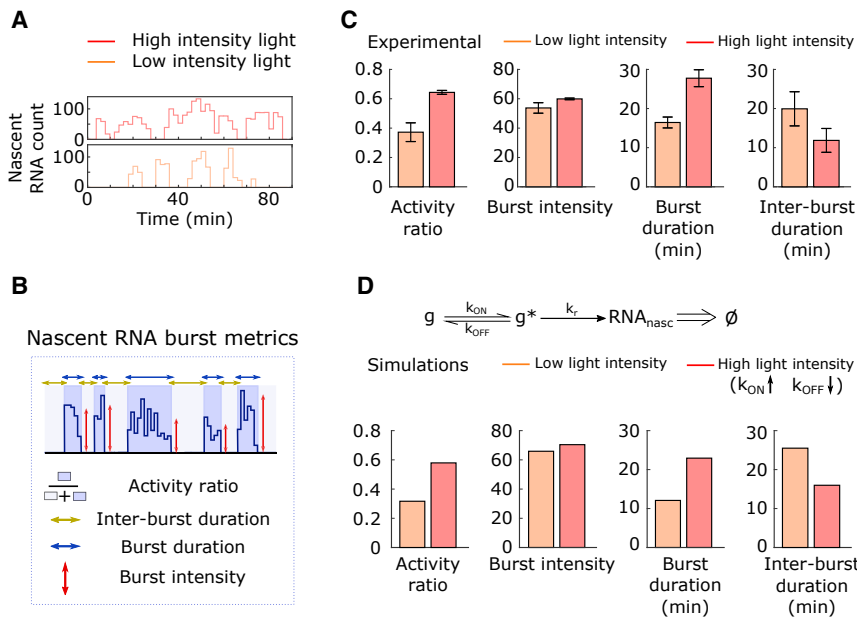 A
High intensity light
Low intensity light
Nascent
RNA count
100
0
100
0
0
40
80
Time (min)
B
Nascent RNA burst metrics
+
Activity ratio
Inter-burst duration
Burst duration
Burst intensity
C
Experimental
Low light intensity
High light intensity
0.8
0.6
0.4
0.2
0
Activity
ratio
80
60
40
20
0
Burst intensity
30
20
10
0
Burst
duration
(min)
30
20
10
0
Inter-burst
duration
(min)
D
g
kON
kOFF
g*
kr
RNAnasc
∅
Simulations
Low light intensity
High light intensity
(kON↑ kOFF↓)
0.8
0.6
0.4
0.2
0
Activity
ratio
80
60
40
20
0
Burst intensity
30
20
10
0
Burst
duration
(min)
30
20
10
0
Inter-burst
duration
(min)